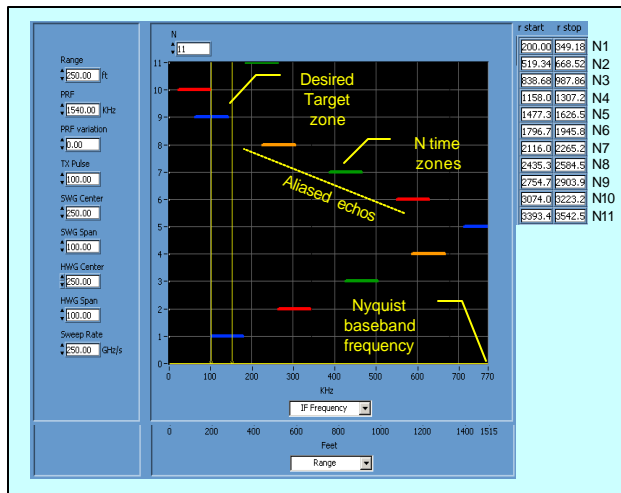 Range
250.00 ft
PRF
1540.00 KHz
PRF variation
0.00
TX Pulse
100.00
SWG Center
250.00
SWG Span
100.00
HWG Center
250.00
HWG Span
100.00
Sweep Rate
250.00 GHz/s
N
11
11
10
9
8
7
6
5
4
3
2
1
0
Desired
Target
zone
N time
zones
Aliased echos
Nyquist
baseband
frequency
0 100 200 300 400 500 600 700 770
KHz
IF Frequency
0 200 400 600 800 1000 1200 1400 1515
Feet
Range
r start r stop
200.00 349.18 N1
519.34 668.52 N2
838.68 987.86 N3
1158.0 1307.2 N4
1477.3 1626.5 N5
1796.7 1945.8 N6
2116.0 2265.2 N7
2435.3 2584.5 N8
2754.7 2903.9 N9
3074.0 3223.2 N10
3393.4 3542.5 N11